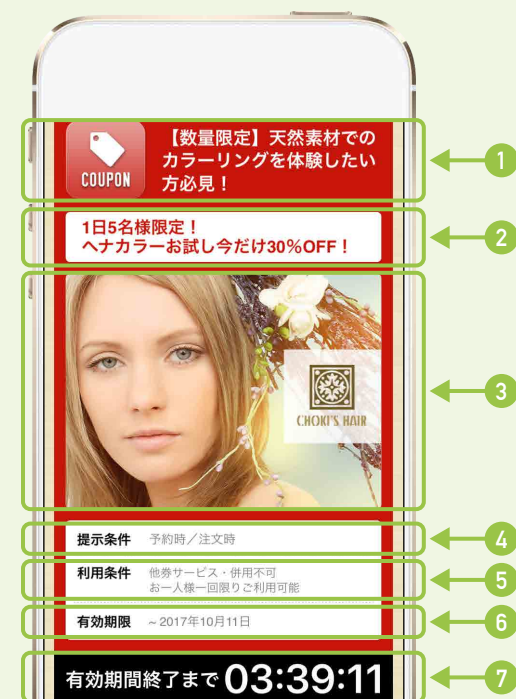 COUPON
【数量限定】天然素材での
カラーリングを体験したい
方必見！
1
1日5名様限定！
ヘナカラーお試し今だけ30％OFF！
2
CHOKI'S HAIR
3
提示条件 予約時／注文時
4
利用条件 他券サービス・併用不可
お一人様一回限りご利用可能
5
有効期限 ~2017年10月11日
6
有効期間終了まで 03:39:11
7